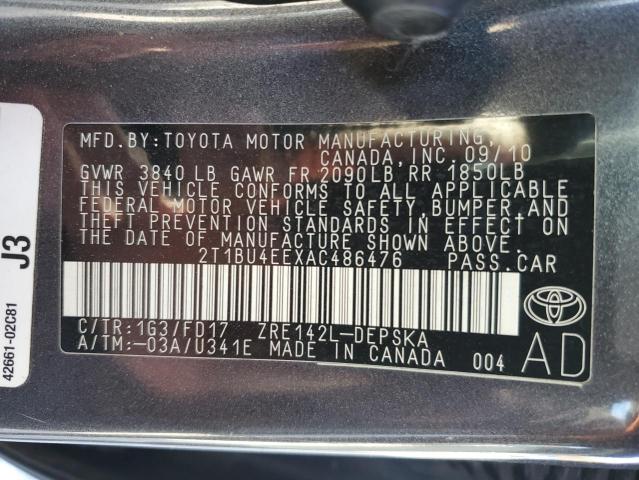 MFD. BY: TOYOTA MOTOR MANUFACTURING,
CANADA, INC. 09/10
GVWR 3840 LB GAWR FR 2090LB, RR 1850LB
THIS VEHICLE CONFORMS TO ALL APPLICABLE
FEDERAL MOTOR VEHICLE SAFETY, BUMPER, AND
THEFT PREVENTION STANDARDS IN EFFECT ON
THE DATE OF MANUFACTURE SHOWN ABOVE.
2T1BU4EEXAC486476 PASS. CAR
C/TR: 1G3/FD17 ZRE142L-DEPSKA
A/TM: -03A/U341E MADE IN CANADA 004
TOYOTA
AD
J3
42661-02C81